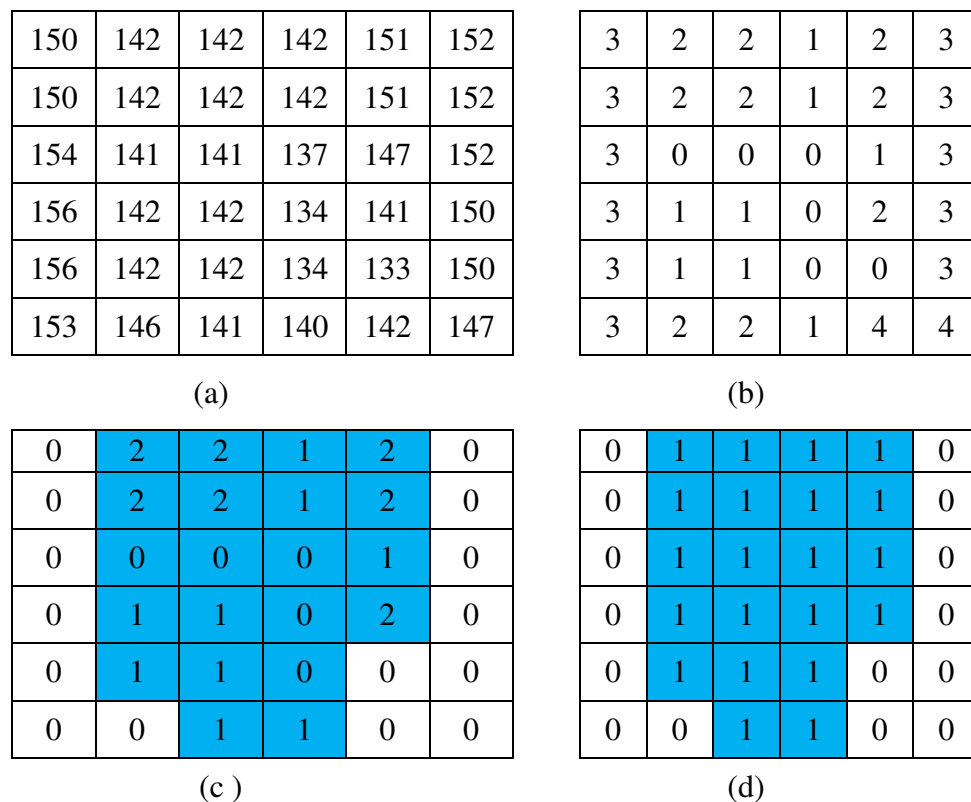 150 142 142 142 151 152
150 142 142 142 151 152
154 141 141 137 147 152
156 142 142 134 141 150
156 142 142 134 133 150
153 146 141 140 142 147
(a)
3 2 2 1 2 3
3 2 2 1 2 3
3 0 0 0 1 3
3 1 1 0 2 3
3 1 1 0 0 3
3 2 2 1 4 4
(b)
0 2 2 1 2 0
0 2 2 1 2 0
0 0 0 0 1 0
0 1 1 0 2 0
0 1 1 0 0 0
0 0 1 1 0 0
(c )
0 1 1 1 1 0
0 1 1 1 1 0
0 1 1 1 1 0
0 1 1 1 1 0
0 1 1 1 0 0
0 0 1 1 0 0
(d)